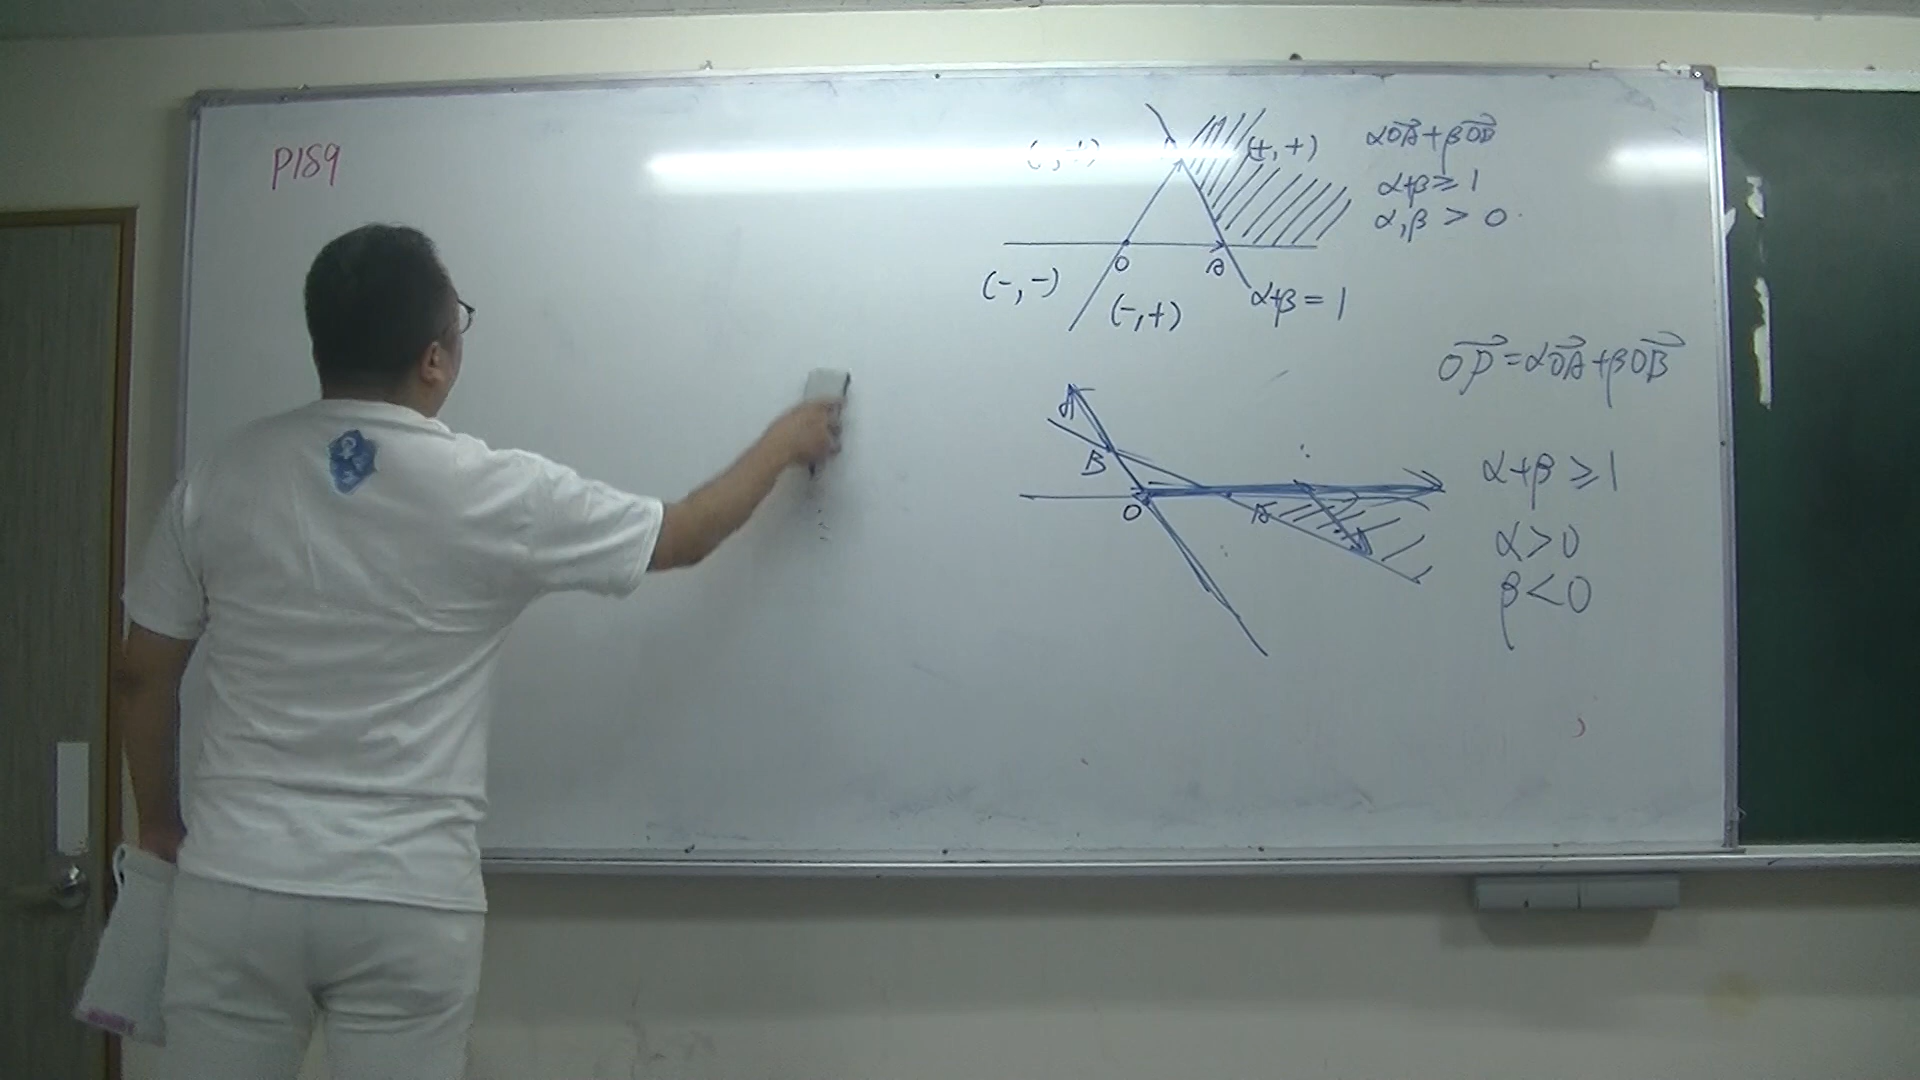 P189
(+,+)
αOA+βOB
α+β≥1
α,β > 0
O
A
(-,-)
(-,+)
α+β=1
OP=αOA+βOB
B
O
A
α+β≥1
α>0
β<0